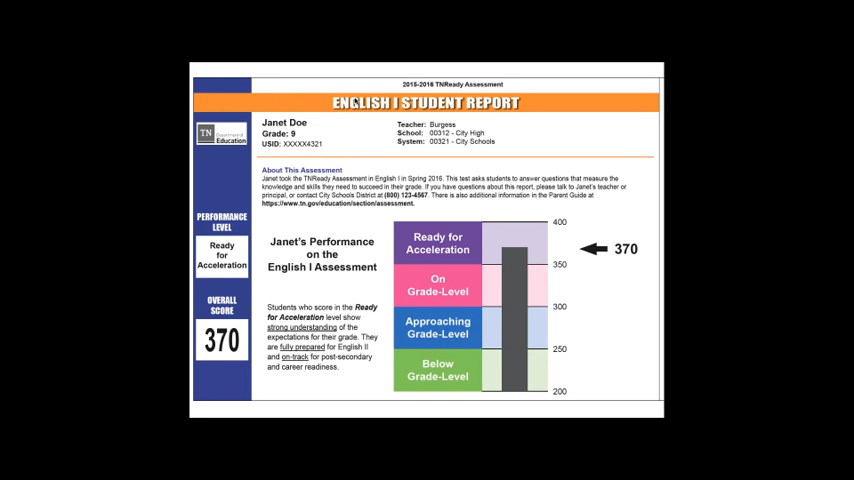 2015-2016 TNReady Assessment
ENGLISH I STUDENT REPORT
TN Department of Education
Janet Doe
Grade: 9
USID: XXXXX4321
Teacher: Burgess
School: 00312 - City High
System: 00321 - City Schools
About This Assessment
Janet took the TNReady Assessment in English I in Spring 2016. This test asks students to answer questions that measure the
knowledge and skills they need to succeed in their grade. If you have questions about this report, please talk to Janet's teacher or
principal, or contact City Schools District at (800) 123-4567. There is also additional information in the Parent Guide at
https://www.tn.gov/education/section/assessment.
PERFORMANCE
LEVEL
Ready
for
Acceleration
OVERALL
SCORE
370
Janet's Performance
on the
English I Assessment
Students who score in the Ready
for Acceleration level show
strong understanding of the
expectations for their grade. They
are fully prepared for English II
and on-track for post-secondary
and career readiness.
Ready for
Acceleration
On
Grade-Level
Approaching
Grade-Level
Below
Grade-Level
400
350
300
250
200
370